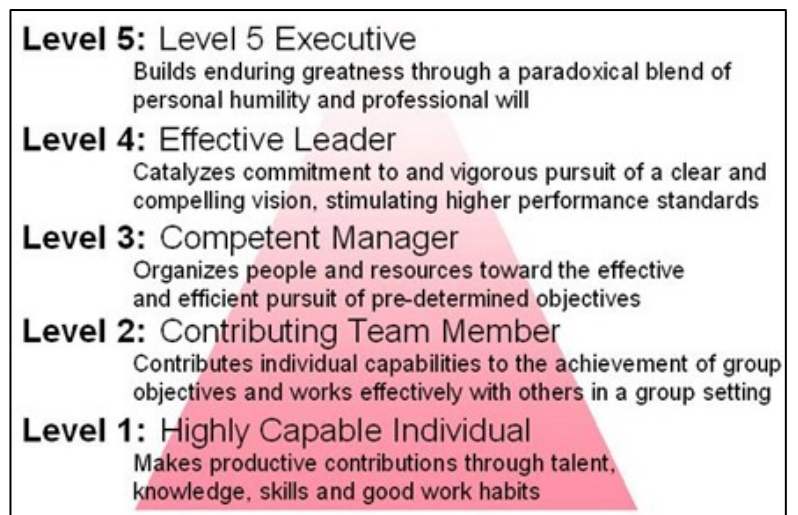 Level 5: Level 5 Executive
Builds enduring greatness through a paradoxical blend of
personal humility and professional will
Level 4: Effective Leader
Catalyzes commitment to and vigorous pursuit of a clear and
compelling vision, stimulating higher performance standards
Level 3: Competent Manager
Organizes people and resources toward the effective
and efficient pursuit of pre-determined objectives
Level 2: Contributing Team Member
Contributes individual capabilities to the achievement of group
objectives and works effectively with others in a group setting
Level 1: Highly Capable Individual
Makes productive contributions through talent,
knowledge, skills and good work habits